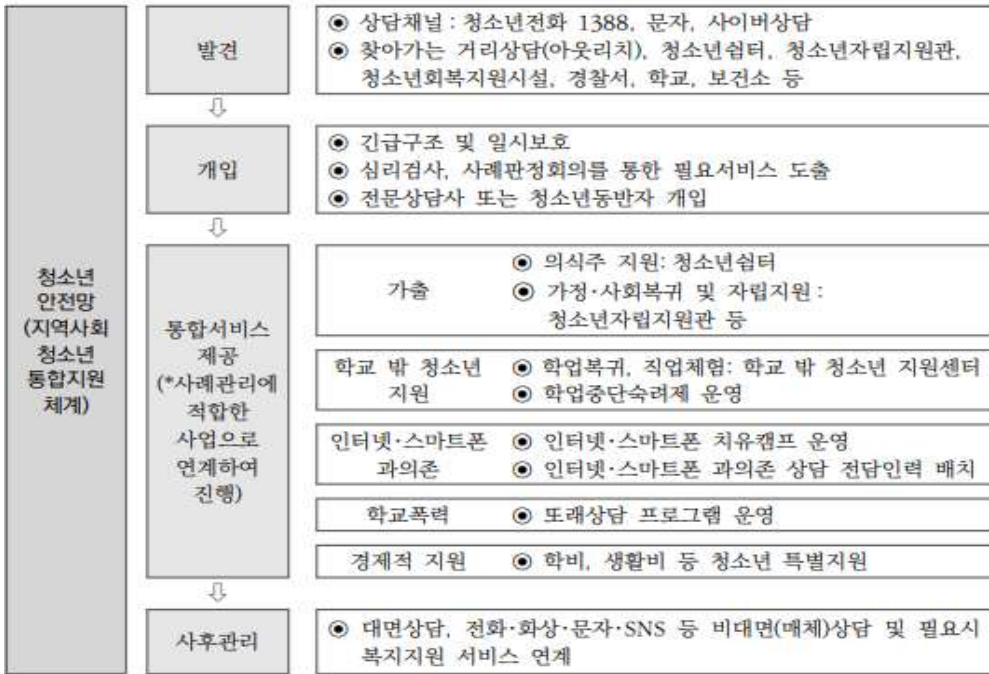 청소년
안전망
(지역사회
청소년
통합지원
체계)
발견
◉ 상담채널 : 청소년전화 1388, 문자, 사이버상담
◉ 찾아가는 거리상담(아웃리치), 청소년쉼터, 청소년자립지원관,
청소년회복지원시설, 경찰서, 학교, 보건소 등
⇩
개입
◉ 긴급구조 및 일시보호
◉ 심리검사, 사례판정회의를 통한 필요서비스 도출
◉ 전문상담사 또는 청소년동반자 개입
⇩
통합서비스
제공
(*사례관리에
적합한
사업으로
연계하여
진행)
가출
◉ 의식주 지원: 청소년쉼터
◉ 가정·사회복귀 및 자립지원 :
청소년자립지원관 등
학교 밖 청소년
지원
◉ 학업복귀, 직업체험: 학교 밖 청소년 지원센터
◉ 학업중단숙려제 운영
인터넷·스마트폰
과의존
◉ 인터넷·스마트폰 치유캠프 운영
◉ 인터넷·스마트폰 과의존 상담 전담인력 배치
학교폭력
◉ 또래상담 프로그램 운영
경제적 지원
◉ 학비, 생활비 등 청소년 특별지원
⇩
사후관리
◉ 대면상담, 전화·화상·문자·SNS 등 비대면(매체)상담 및 필요시
복지지원 서비스 연계